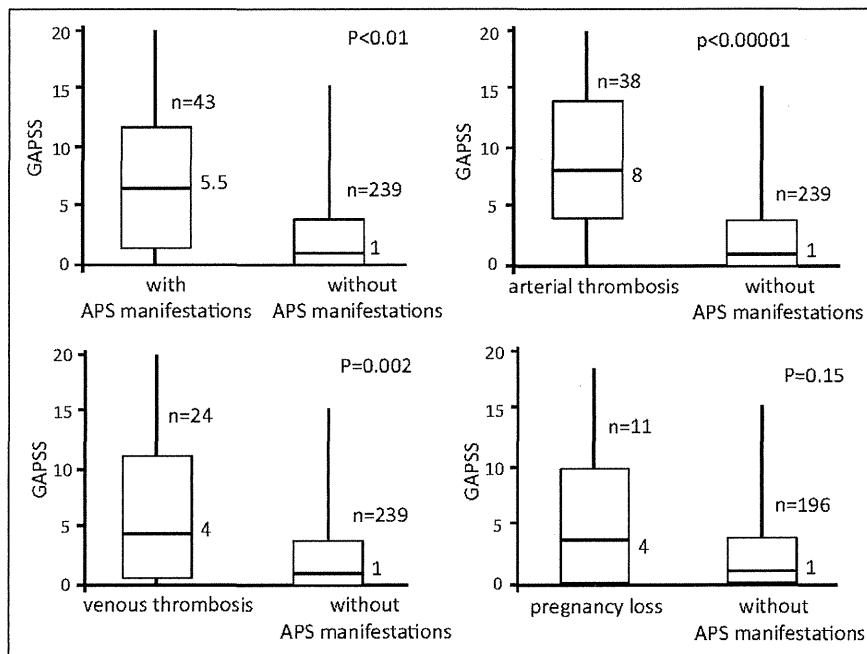 P<0.01
20
15
10
5
0
GAPSS
n=43
5.5
n=239
1
with
APS manifestations
without
APS manifestations
p<0.00001
20
15
10
5
0
GAPSS
n=38
8
n=239
1
arterial thrombosis
without
APS manifestations
P=0.002
20
15
10
5
0
GAPSS
n=24
4
n=239
1
venous thrombosis
without
APS manifestations
P=0.15
20
15
10
5
0
GAPSS
n=11
4
n=196
1
pregnancy loss
without
APS manifestations